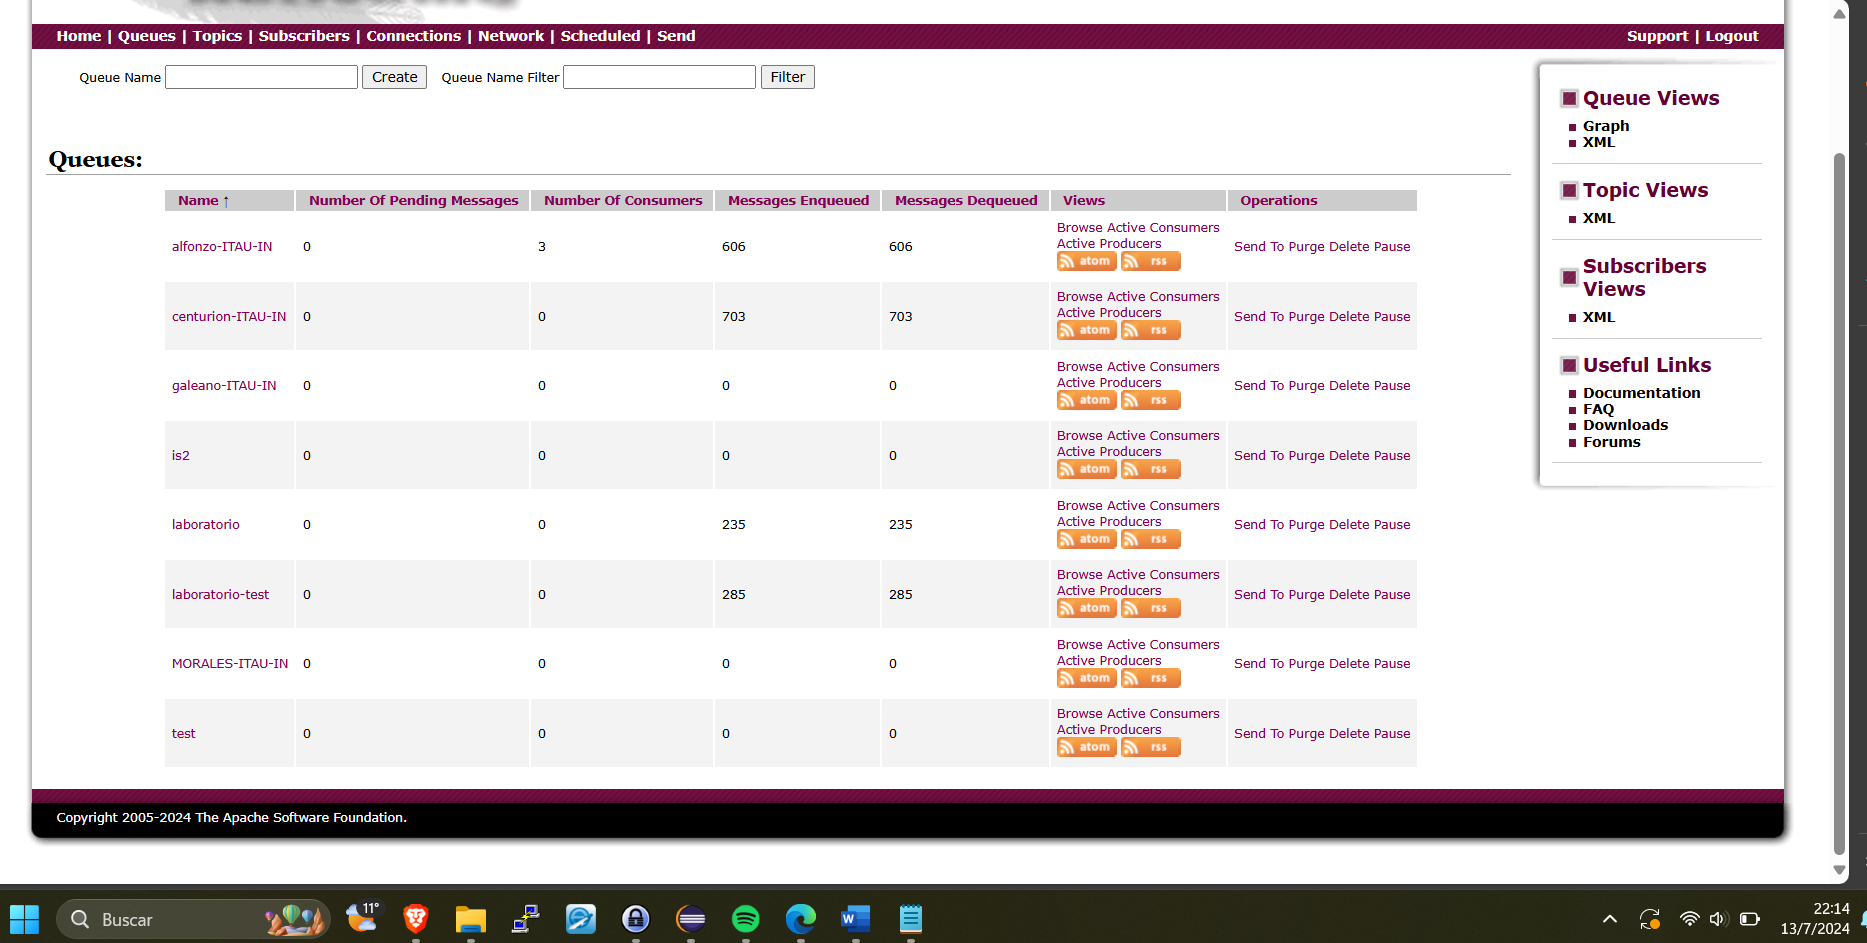 Home | Queues | Topics | Subscribers | Connections | Network | Scheduled | Send
Support | Logout
Queue Name Create Queue Name Filter Filter
Queues:
Name ↑ Number Of Pending Messages Number Of Consumers Messages Enqueued Messages Dequeued Views Operations
alfonzo-ITAU-IN 0 3 606 606 Browse Active Consumers Active Producers atom rss Send To Purge Delete Pause
centurion-ITAU-IN 0 0 703 703 Browse Active Consumers Active Producers atom rss Send To Purge Delete Pause
galeano-ITAU-IN 0 0 0 0 Browse Active Consumers Active Producers atom rss Send To Purge Delete Pause
is2 0 0 0 0 Browse Active Consumers Active Producers atom rss Send To Purge Delete Pause
laboratorio 0 0 235 235 Browse Active Consumers Active Producers atom rss Send To Purge Delete Pause
laboratorio-test 0 0 285 285 Browse Active Consumers Active Producers atom rss Send To Purge Delete Pause
MORALES-ITAU-IN 0 0 0 0 Browse Active Consumers Active Producers atom rss Send To Purge Delete Pause
test 0 0 0 0 Browse Active Consumers Active Producers atom rss Send To Purge Delete Pause
Queue Views
Graph
XML
Topic Views
XML
Subscribers
Views
XML
Useful Links
Documentation
FAQ
Downloads
Forums
Copyright 2005-2024 The Apache Software Foundation.
Buscar
11°
W
22:14
13/7/2024